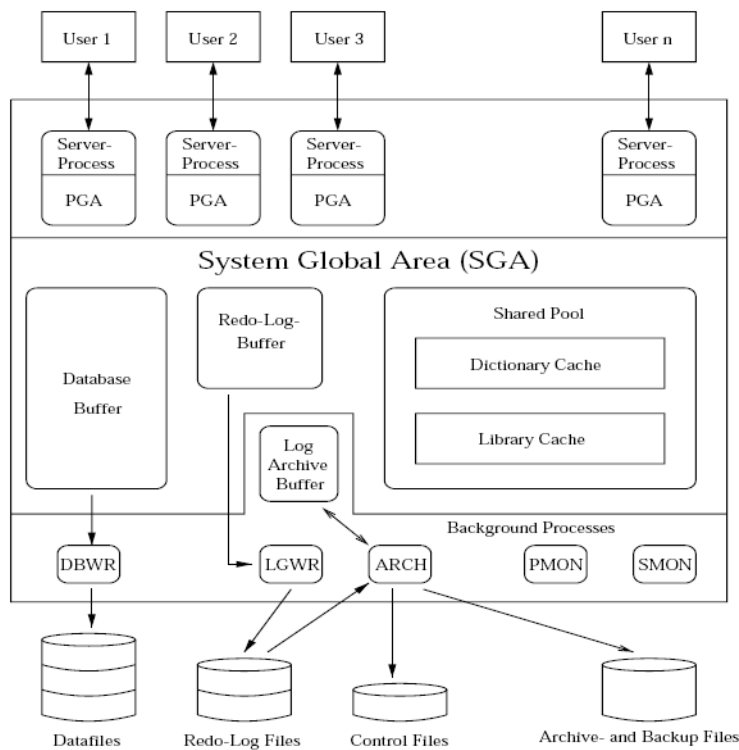 User 1
User 2
User 3
User n
Server-
Process
PGA
Server-
Process
PGA
Server-
Process
PGA
Server-
Process
PGA
System Global Area (SGA)
Database
Buffer
Redo-Log-
Buffer
Log
Archive
Buffer
Shared Pool
Dictionary Cache
Library Cache
Background Processes
DBWR
LGWR
ARCH
PMON
SMON
Datafiles
Redo-Log Files
Control Files
Archive- and Backup Files